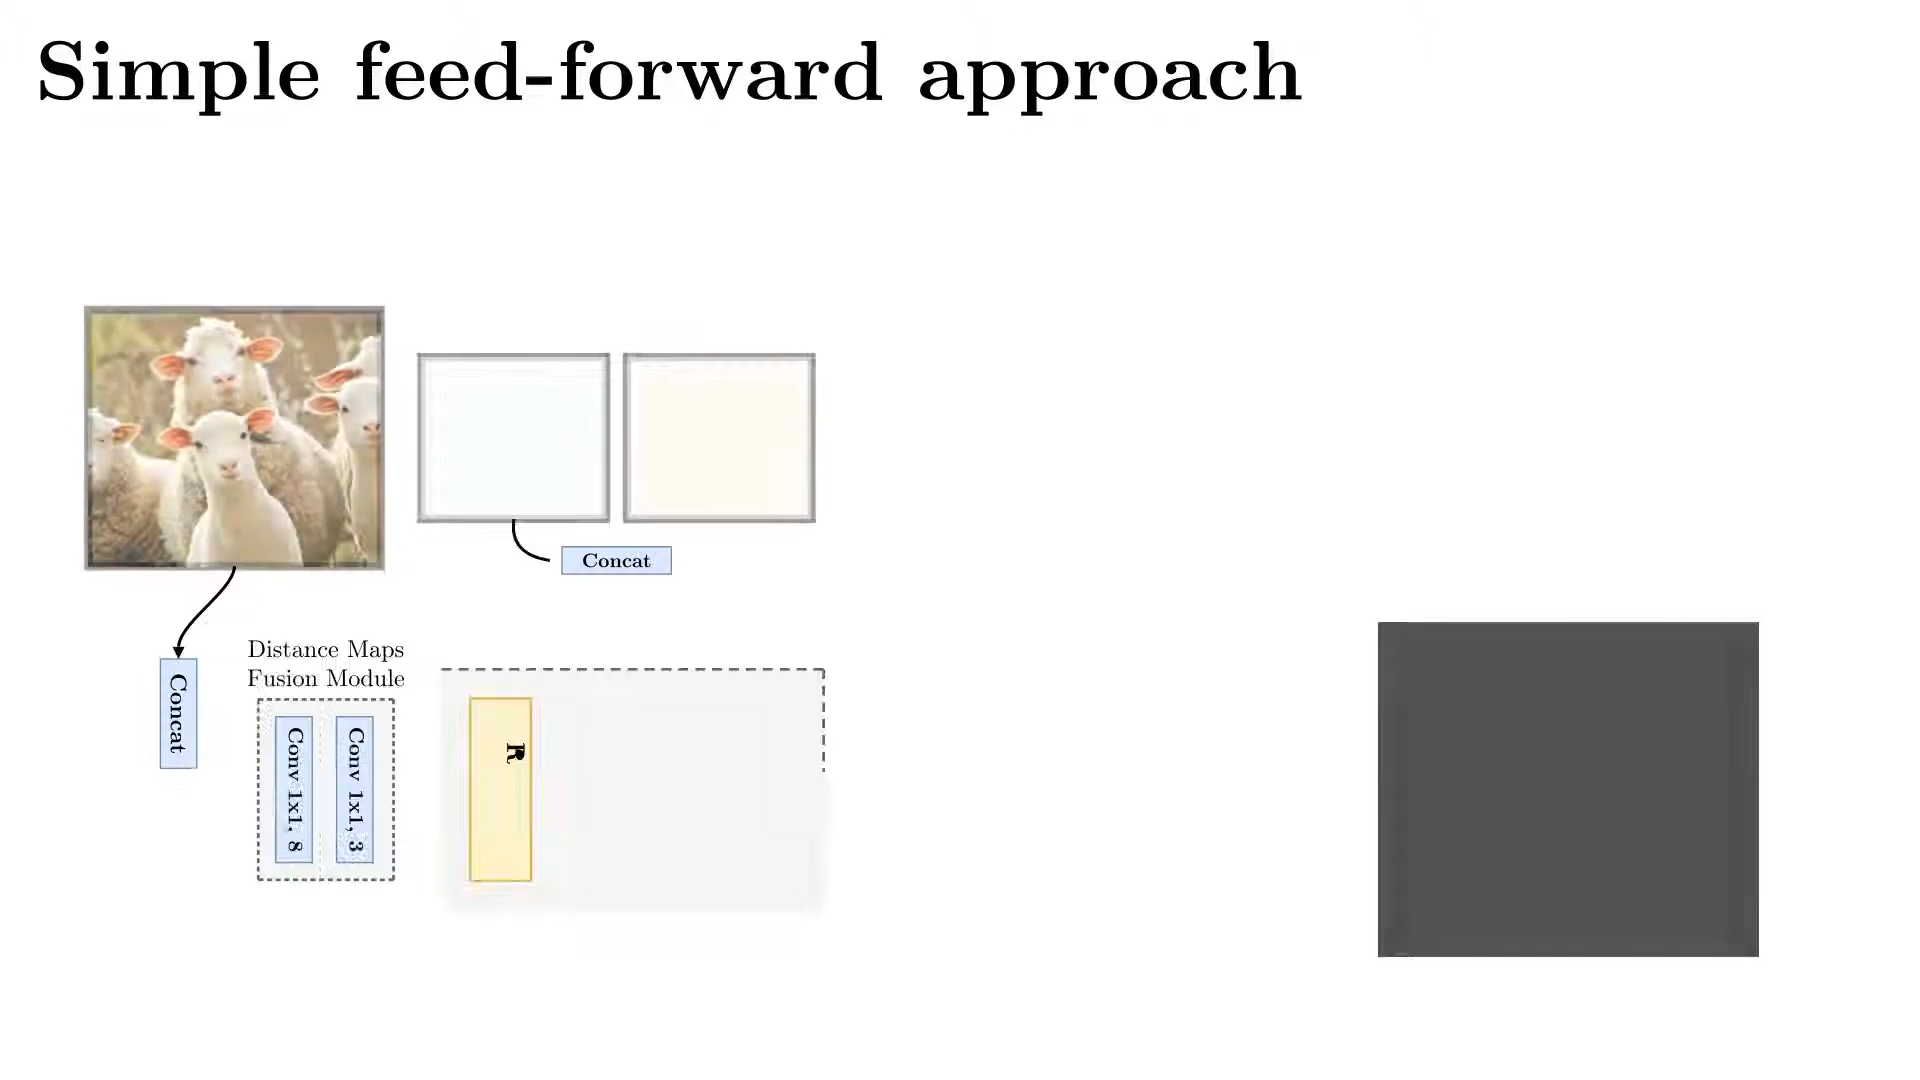 Simple feed-forward approach
Concat
Distance Maps
Fusion Module
Concat
Conv 1x1, 8
Conv 1x1, 3